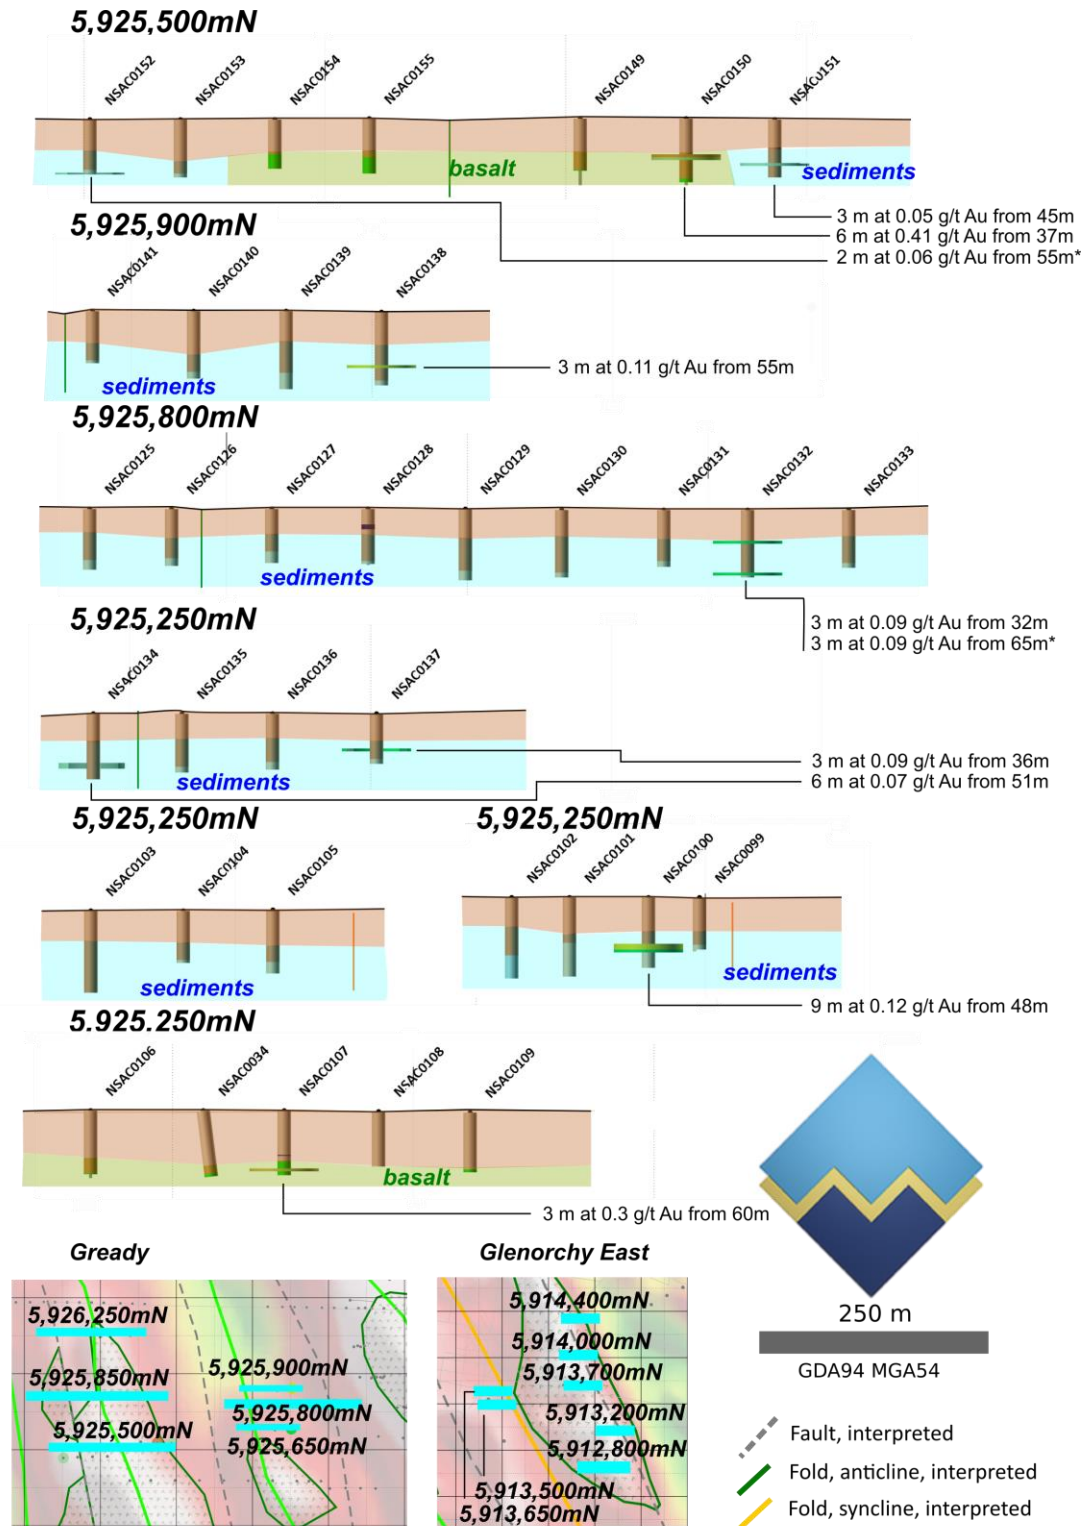 5,925,500mN
NSAC0152
NSAC0153
NSAC0154
NSAC0155
NSAC0149
NSAC0150
NSAC0151
basalt
sediments
3 m at 0.05 g/t Au from 45m
6 m at 0.41 g/t Au from 37m
2 m at 0.06 g/t Au from 55m*
5,925,900mN
NSAC0141
NSAC0140
NSAC0139
NSAC0138
3 m at 0.11 g/t Au from 55m
sediments
5,925,800mN
NSAC0125
NSAC0126
NSAC0127
NSAC0128
NSAC0129
NSAC0130
NSAC0131
NSAC0132
NSAC0133
sediments
3 m at 0.09 g/t Au from 32m
3 m at 0.09 g/t Au from 65m*
5,925,250mN
NSAC0134
NSAC0135
NSAC0136
NSAC0137
sediments
3 m at 0.09 g/t Au from 36m
6 m at 0.07 g/t Au from 51m
5,925,250mN
NSAC0103
NSAC0104
NSAC0105
sediments
5,925,250mN
NSAC0102
NSAC0101
NSAC0100
NSAC0099
sediments
9 m at 0.12 g/t Au from 48m
5,925,250mN
NSAC0106
NSAC0034
NSAC0107
NSAC0108
NSAC0109
basalt
3 m at 0.3 g/t Au from 60m
Gready
5,926,250mN
5,925,850mN
5,925,500mN
5,925,900mN
5,925,800mN
5,925,650mN
Glenorchy East
5,914,400mN
5,914,000mN
5,913,700mN
5,913,200mN
5,912,800mN
5,913,500mN
5,913,650mN
250 m
GDA94 MGA54
Fault, interpreted
Fold, anticline, interpreted
Fold, syncline, interpreted